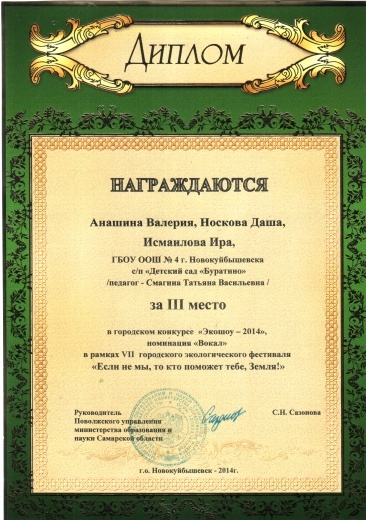 Диплом
НАГРАЖДАЮТСЯ
Анашина Валерия, Носкова Даша,
Исмаилова Ира,
ГБОУ ООШ № 4 г. Новокуйбышевска
с/п «Детский сад «Буратино»
/педагог - Смагина Татьяна Васильевна /
за III место
в городском конкурсе «Экошоу – 2014»,
номинация «Вокал»
в рамках VII городского экологического фестиваля
«Если не мы, то кто поможет тебе, Земля!»
Руководитель С.Н. Сазонова
Поволжского управления
министерства образования и
науки Самарской области
г.о. Новокуйбышевск - 2014г.